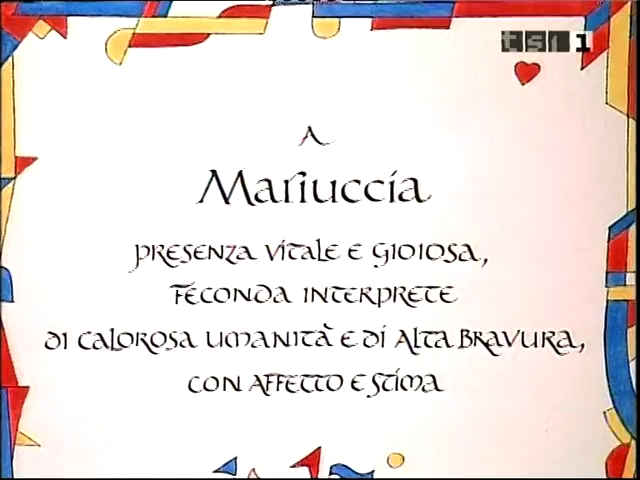 tsi 1
A
Mariuccia
presenza vitale e gioiosa,
feconda interprete
di calorosa umanità e di alta bravura,
con affetto e stima